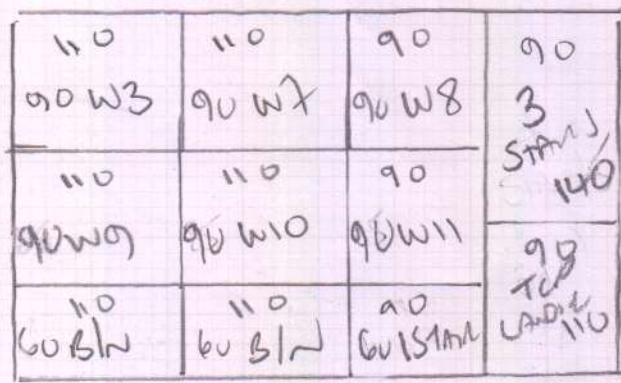 110 110 90 90
90 W3 90 W7 90 W8 3
STAIRS
140
110 110 90
90 W9 90 W10 90 W11 90
TOP
LANDING 110
110 110 90
60 BIN 60 BIN 60 1STAIR